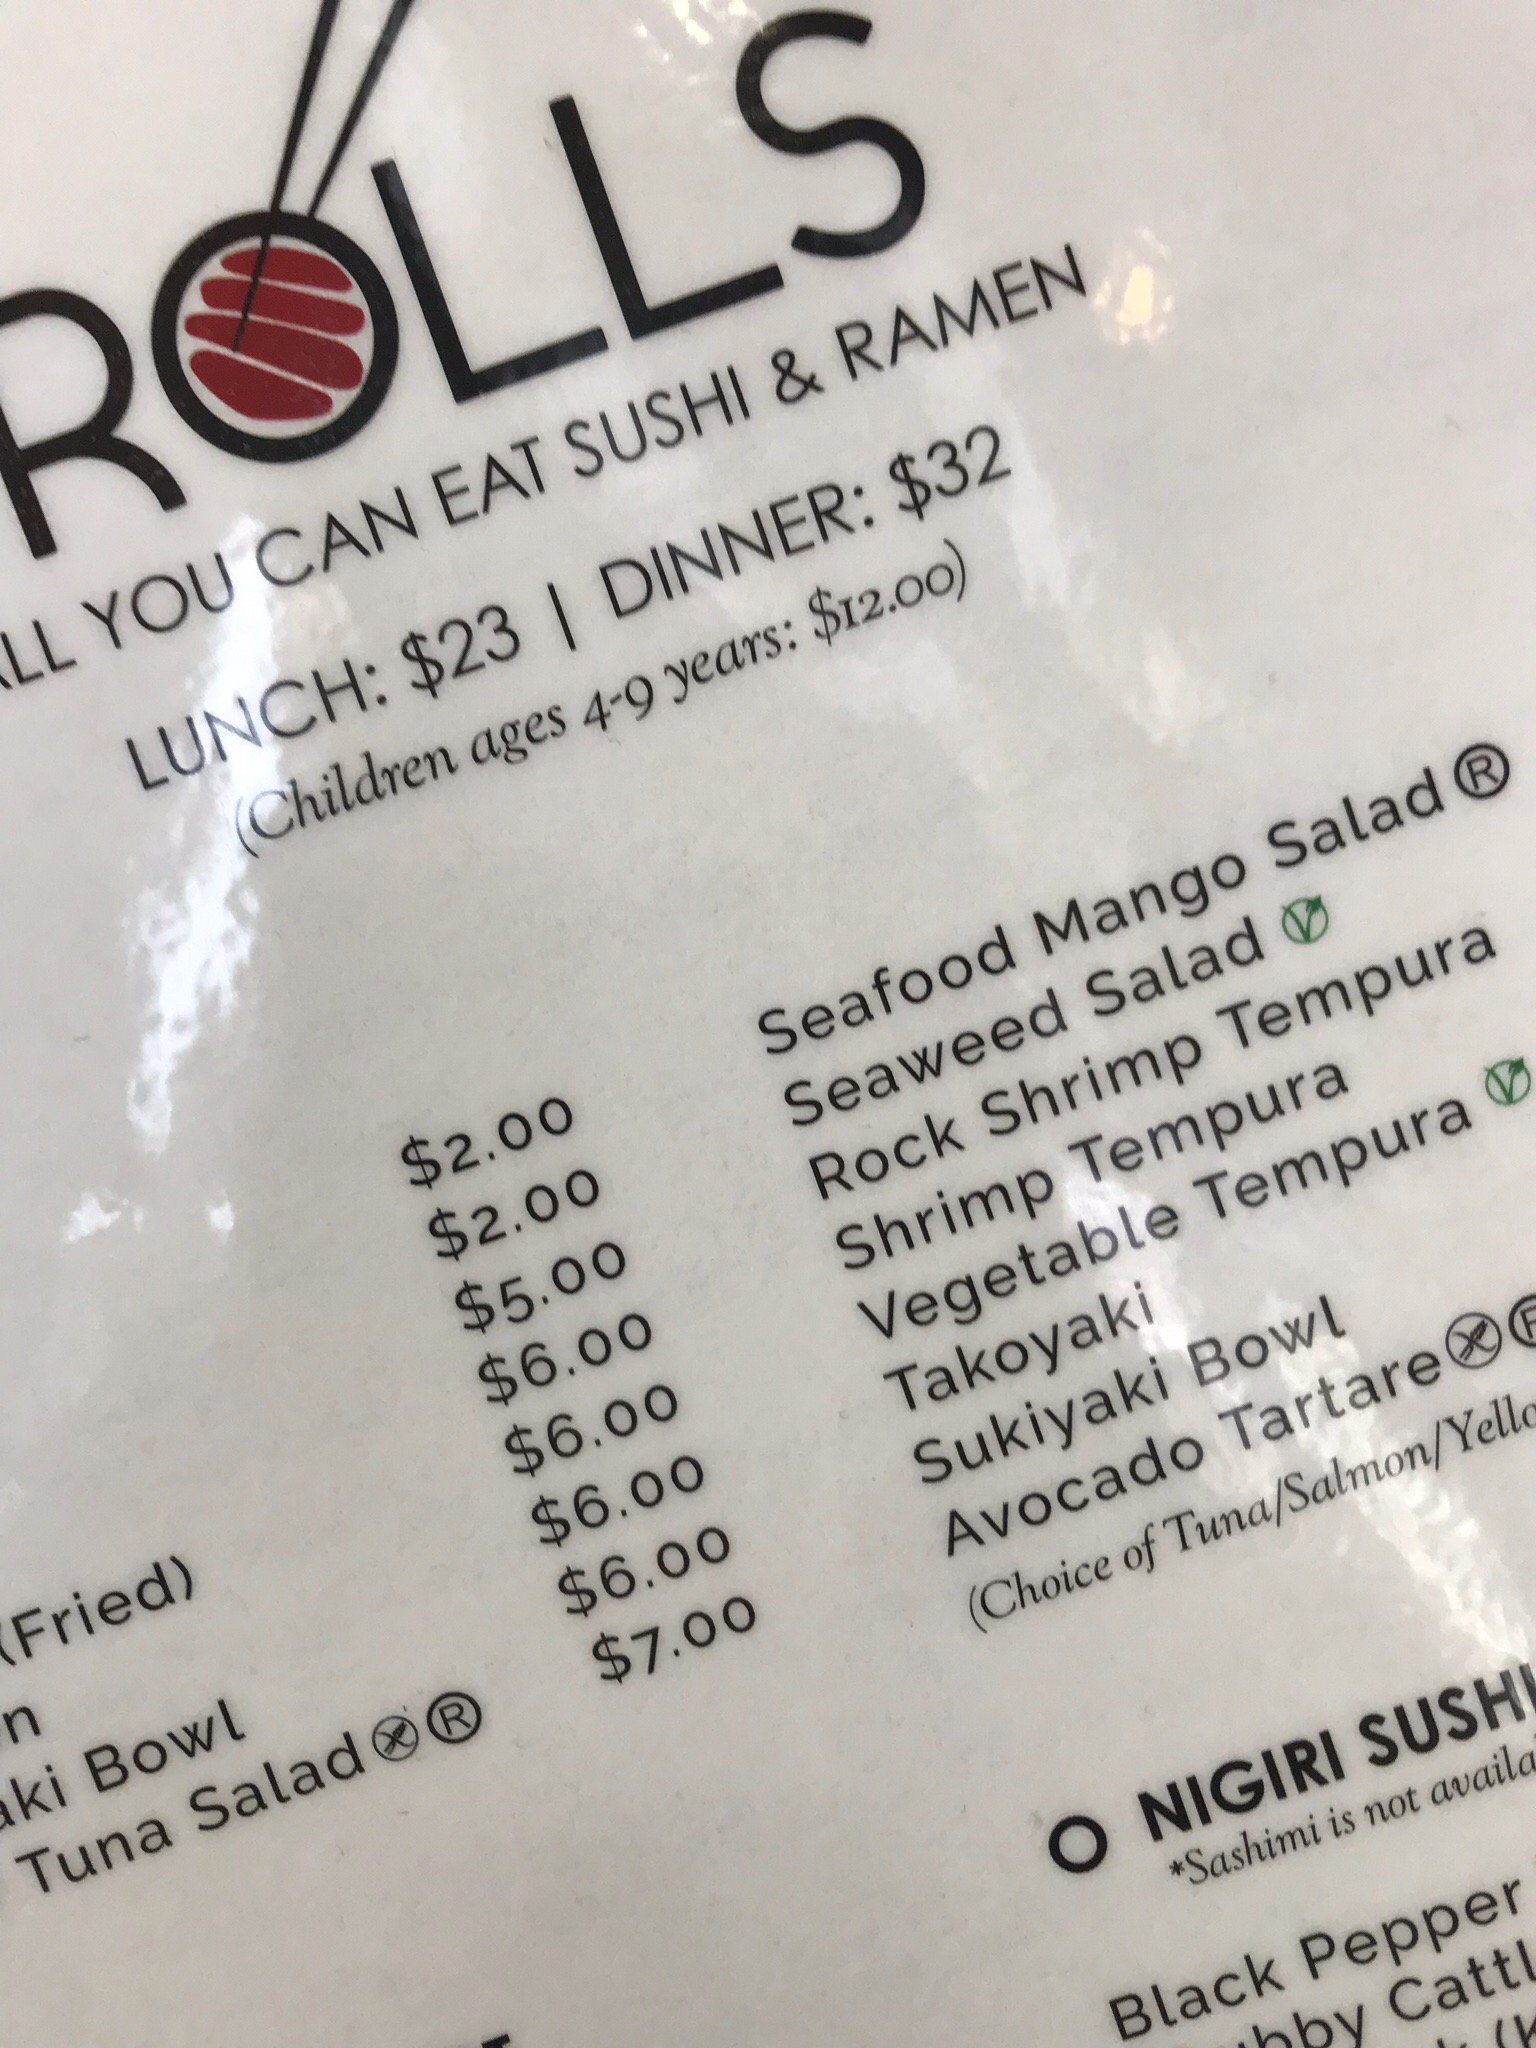 ROLLS
ALL YOU CAN EAT SUSHI & RAMEN
LUNCH: $23 | DINNER: $32
(Children ages 4-9 years: $12.00)
$2.00
$2.00
$5.00
$6.00
(Fried) $6.00
$6.00
Bowl $6.00
Tuna Salad Ⓡ $7.00
Seafood Mango Salad Ⓡ
Seaweed Salad
Rock Shrimp Tempura
Shrimp Tempura
Vegetable Tempura
Takoyaki
Sukiyaki Bowl
Avocado Tartare
(Choice of Tuna/Salmon/
NIGIRI SUSHI
*Sashimi is not
Black Pepper